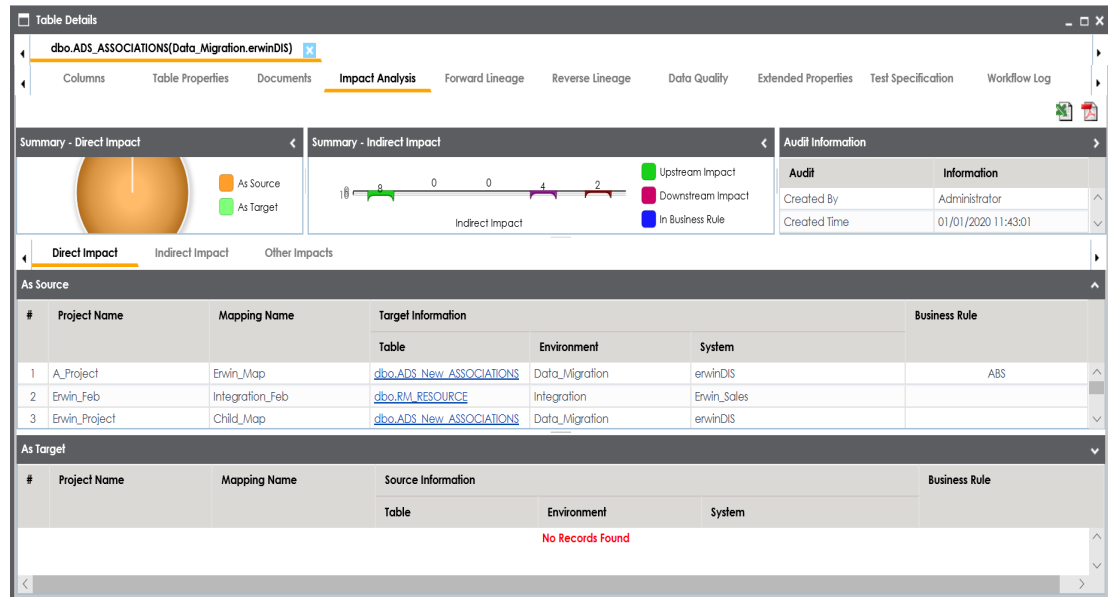 Table Details
dbo.ADS_ASSOCIATIONS(Data_Migration.erwinDIS)
Columns Table Properties Documents Impact Analysis Forward Lineage Reverse Lineage Data Quality Extended Properties Test Specification Workflow Log
Summary - Direct Impact
As Source
As Target
Summary - Indirect Impact
8 0 0 4 2
Indirect Impact
Upstream Impact
Downstream Impact
In Business Rule
Audit Information
Audit Information
Created By Administrator
Created Time 01/01/2020 11:43:01
Direct Impact Indirect Impact Other Impacts
As Source
# Project Name Mapping Name Target Information Business Rule
Table Environment System
1 A_Project Erwin_Map dbo.ADS_New_ASSOCIATIONS Data_Migration erwinDIS ABS
2 Erwin_Feb Integration_Feb dbo.RM_RESOURCE Integration Erwin_Sales
3 Erwin_Project Child_Map dbo.ADS_New_ASSOCIATIONS Data_Migration erwinDIS
As Target
# Project Name Mapping Name Source Information Business Rule
Table Environment System
No Records Found